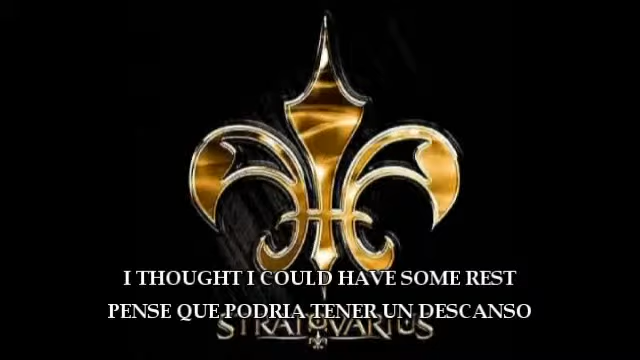 I THOUGHT I COULD HAVE SOME REST
PENSE QUE PODRIA TENER UN DESCANSO
STRATOVARIUS